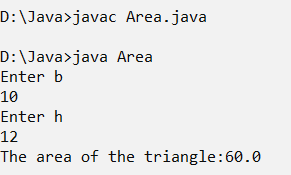 D:\Java>javac Area.java
D:\Java>java Area
Enter b
10
Enter h
12
The area of the triangle:60.0